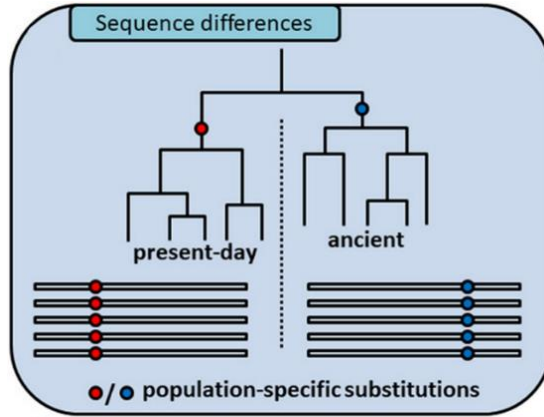 Sequence differences
present-day
ancient
/ population-specific substitutions